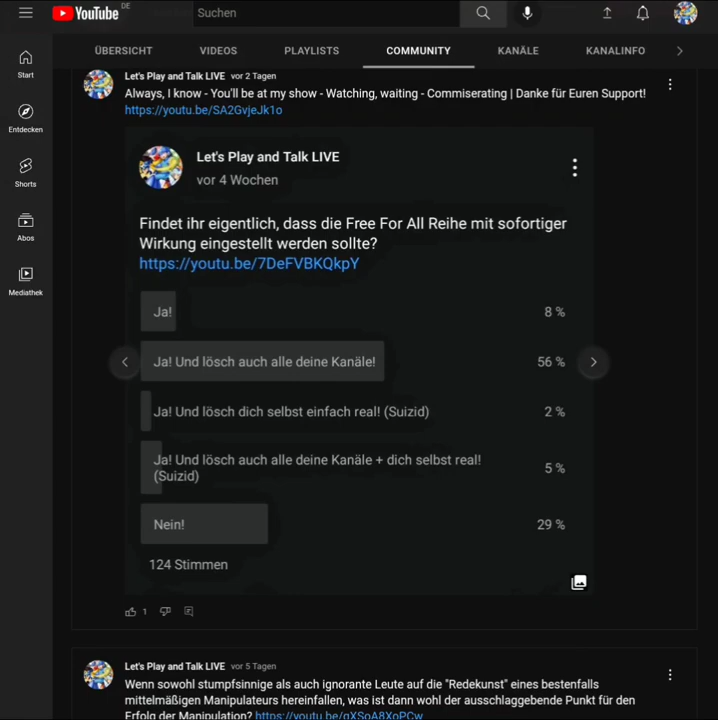 YouTube DE
Suchen
ÜBERSICHT VIDEOS PLAYLISTS COMMUNITY KANÄLE KANALINFO
Start
Entdecken
Shorts
Abos
Mediathek
Let's Play and Talk LIVE vor 2 Tagen
Always, I know - You'll be at my show - Watching, waiting - Commiserating | Danke für Euren Support!
https://youtu.be/SA2GvjeJk1o
Let's Play and Talk LIVE
vor 4 Wochen
Findet ihr eigentlich, dass die Free For All Reihe mit sofortiger
Wirkung eingestellt werden sollte?
https://youtu.be/7DeFVBKQkpY
Ja! 8 %
Ja! Und lösch auch alle deine Kanäle! 56 %
Ja! Und lösch dich selbst einfach real! (Suizid) 2 %
Ja! Und lösch auch alle deine Kanäle + dich selbst real!
(Suizid) 5 %
Nein! 29 %
124 Stimmen
1
Let's Play and Talk LIVE vor 5 Tagen
Wenn sowohl stumpfsinnige als auch ignorante Leute auf die "Redekunst" eines bestenfalls
mittelmäßigen Manipulateurs hereinfallen, was ist dann wohl der ausschlaggebende Punkt für den
Erfolg der Manipulation? https://youtu.be/gXSoA8XoPCw